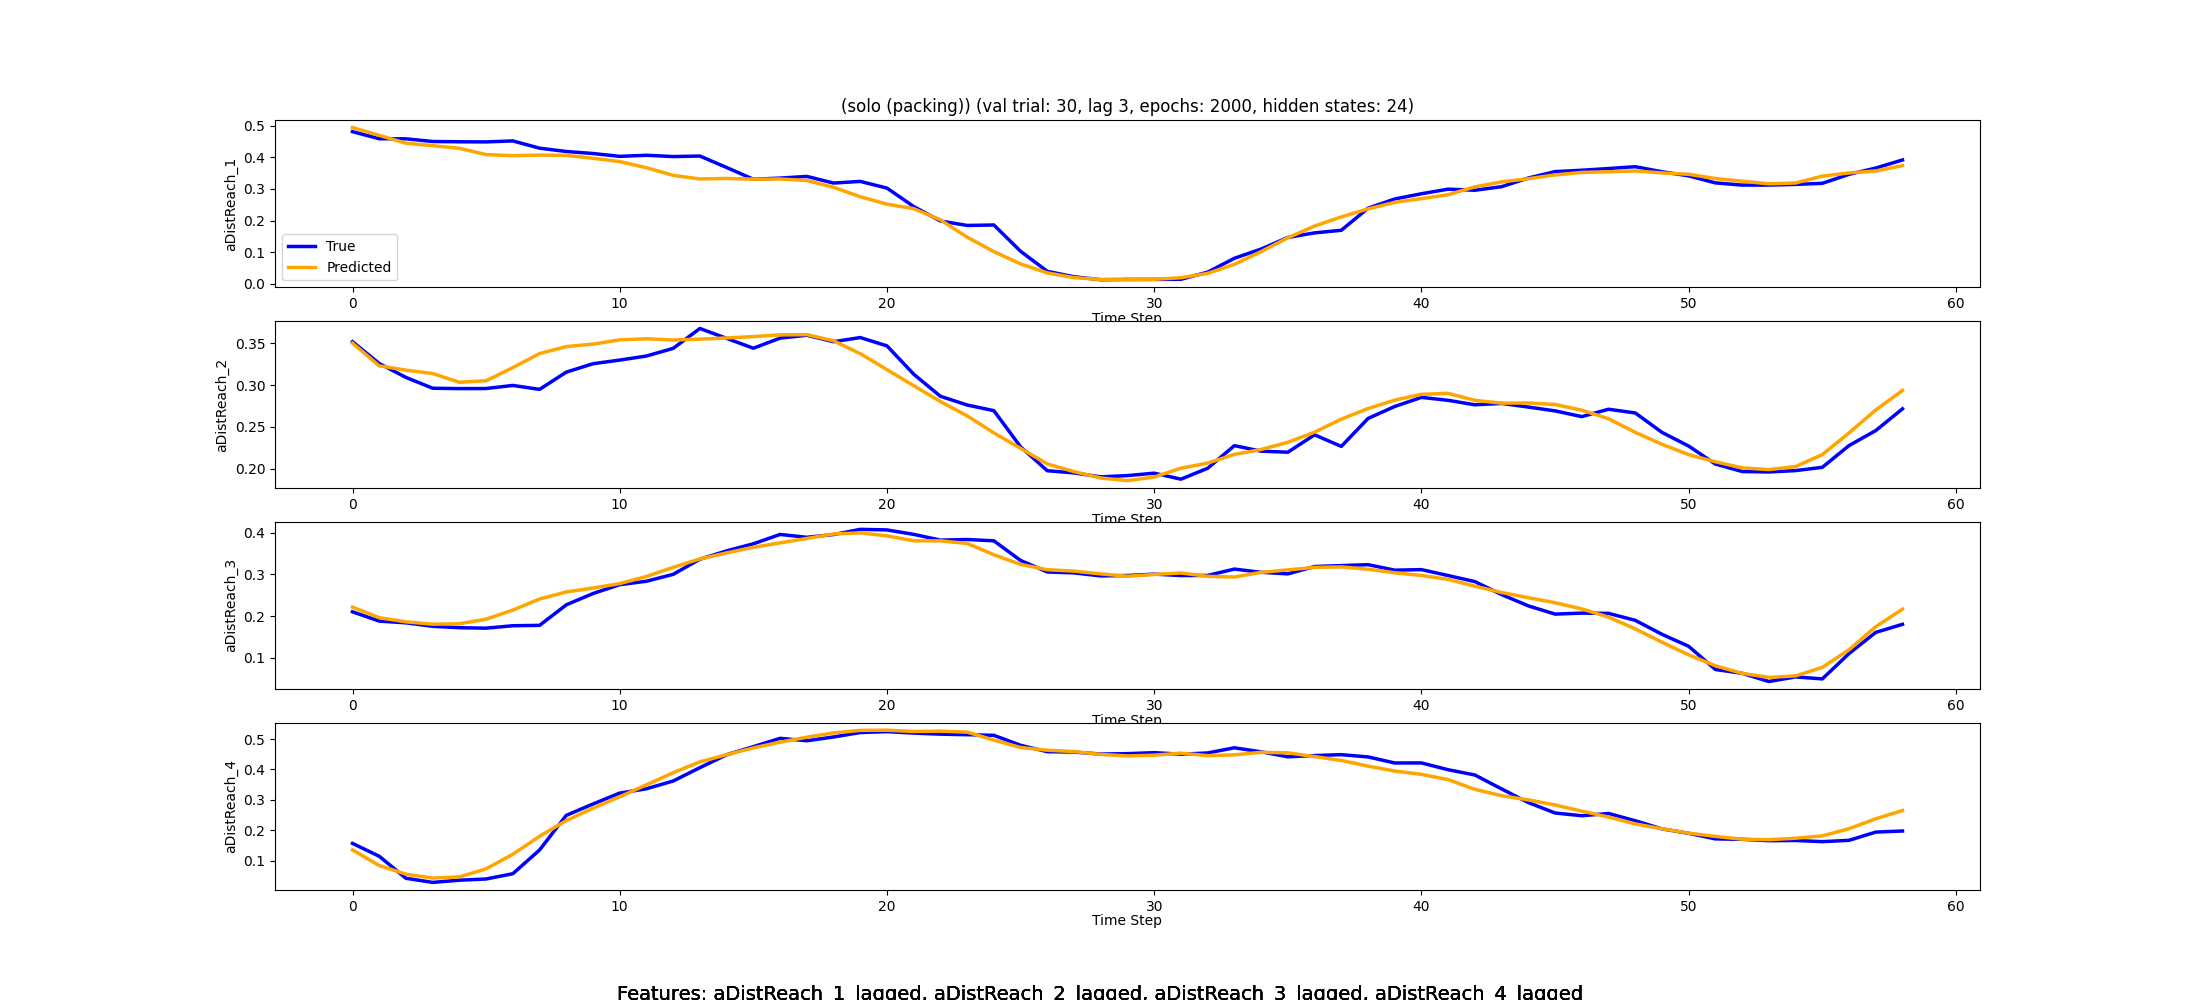 (solo (packing)) (val trial: 30, lag 3, epochs: 2000, hidden states: 24)
0.5
0.4
0.3
0.2
0.1
0.0
aDistReach_1
True
Predicted
0 10 20 30 40 50 60
Time Step
0.35
0.30
0.25
0.20
aDistReach_2
0 10 20 30 40 50 60
Time Step
0.4
0.3
0.2
0.1
aDistReach_3
0 10 20 30 40 50 60
Time Step
0.5
0.4
0.3
0.2
0.1
aDistReach_4
0 10 20 30 40 50 60
Time Step
Features: aDistReach_1_lagged, aDistReach_2_lagged, aDistReach_3_lagged, aDistReach_4_lagged